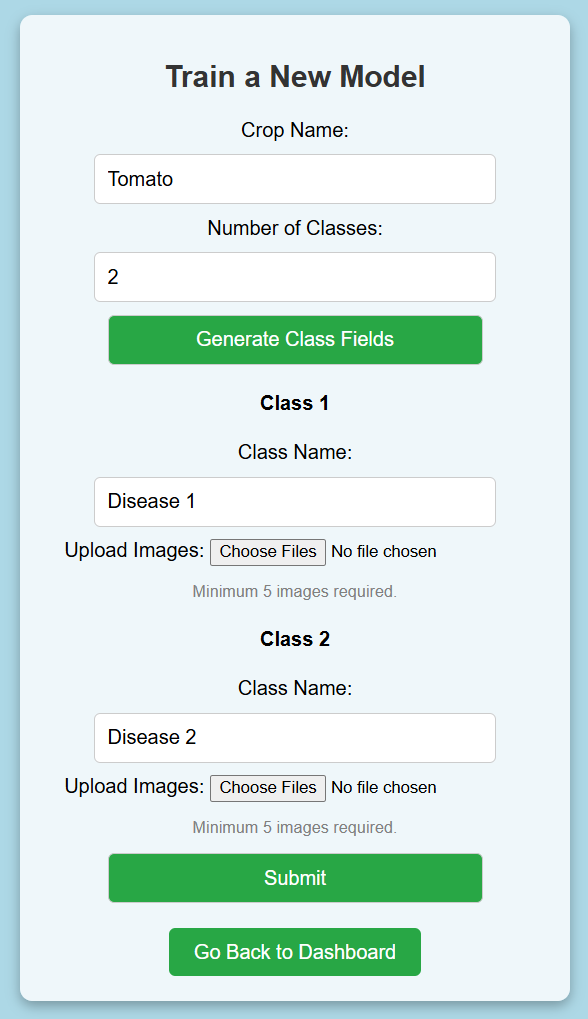 Train a New Model
Crop Name:
Tomato
Number of Classes:
2
Generate Class Fields
Class 1
Class Name:
Disease 1
Upload Images: Choose Files No file chosen
Minimum 5 images required.
Class 2
Class Name:
Disease 2
Upload Images: Choose Files No file chosen
Minimum 5 images required.
Submit
Go Back to Dashboard